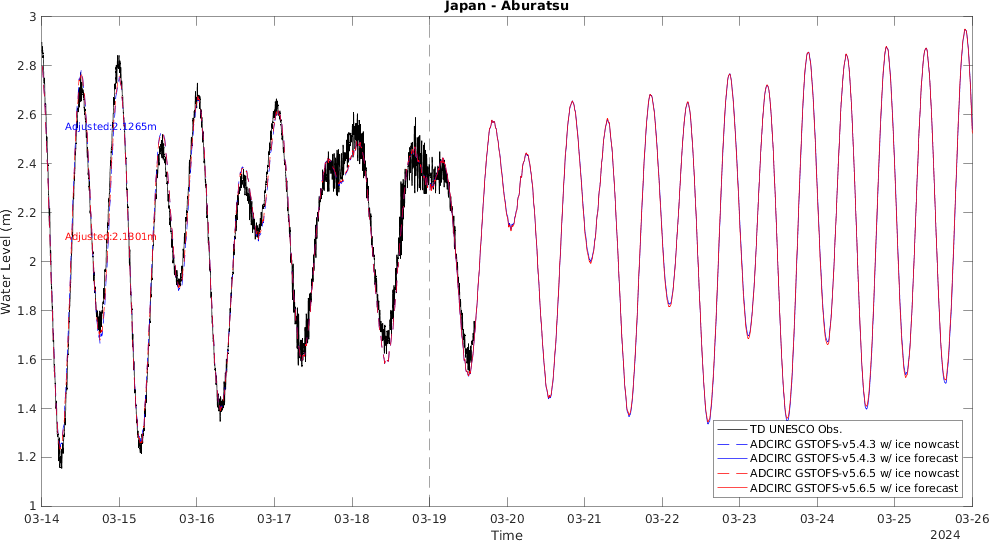 Japan - Aburatsu
3
2.8
2.6
2.4
2.2
2
1.8
1.6
1.4
1.2
1
Water Level (m)
Adjusted:2.1265m
Adjusted:2.1801m
TD UNESCO Obs.
ADCIRC GSTOFS-v5.4.3 w/ ice nowcast
ADCIRC GSTOFS-v5.4.3 w/ ice forecast
ADCIRC GSTOFS-v5.6.5 w/ ice nowcast
ADCIRC GSTOFS-v5.6.5 w/ ice forecast
03-14 03-15 03-16 03-17 03-18 03-19 03-20 03-21 03-22 03-23 03-24 03-25 03-26
Time
2024